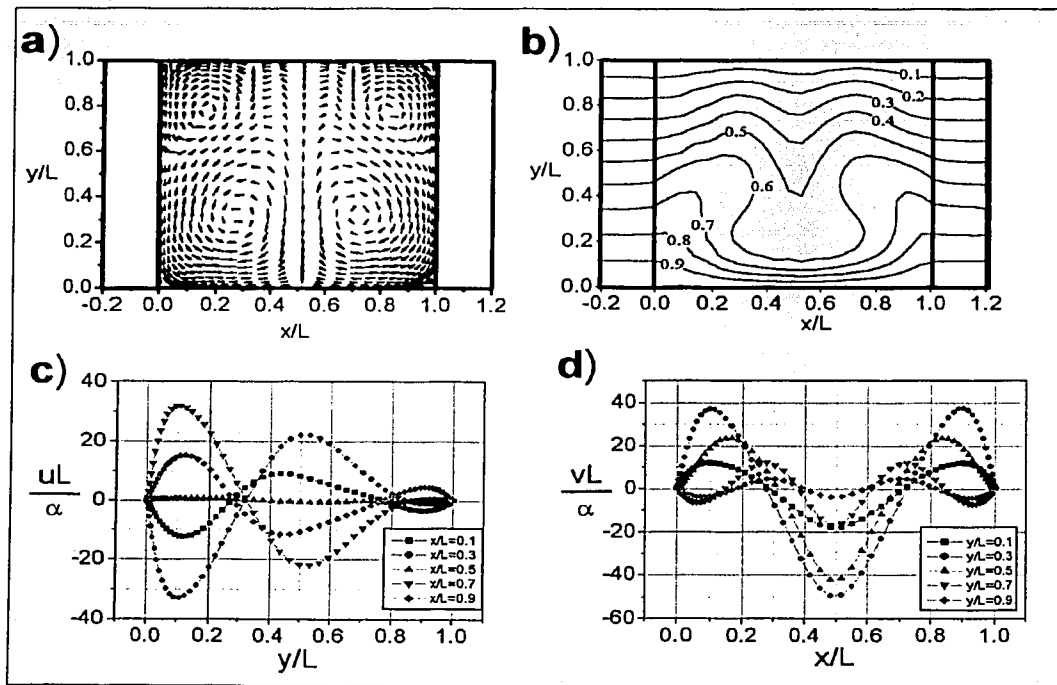 a)
1.0
0.8
0.6
y/L
0.4
0.2
0.0
-0.2 0.0 0.2 0.4 0.6 0.8 1.0 1.2
x/L
b)
1.0
0.8
0.6
y/L
0.4
0.2
0.0
0.1
0.2
0.3
0.4
0.5
0.6
0.7
0.8
0.9
-0.2 0.0 0.2 0.4 0.6 0.8 1.0 1.2
x/L
c)
40
20
uL
α
0
-20
-40
x/L=0.1
x/L=0.3
x/L=0.5
x/L=0.7
x/L=0.9
0.0 0.2 0.4 0.6 0.8 1.0
y/L
d)
40
20
vL
α
0
-20
-40
-60
y/L=0.1
y/L=0.3
y/L=0.5
y/L=0.7
y/L=0.9
0.0 0.2 0.4 0.6 0.8 1.0
x/L